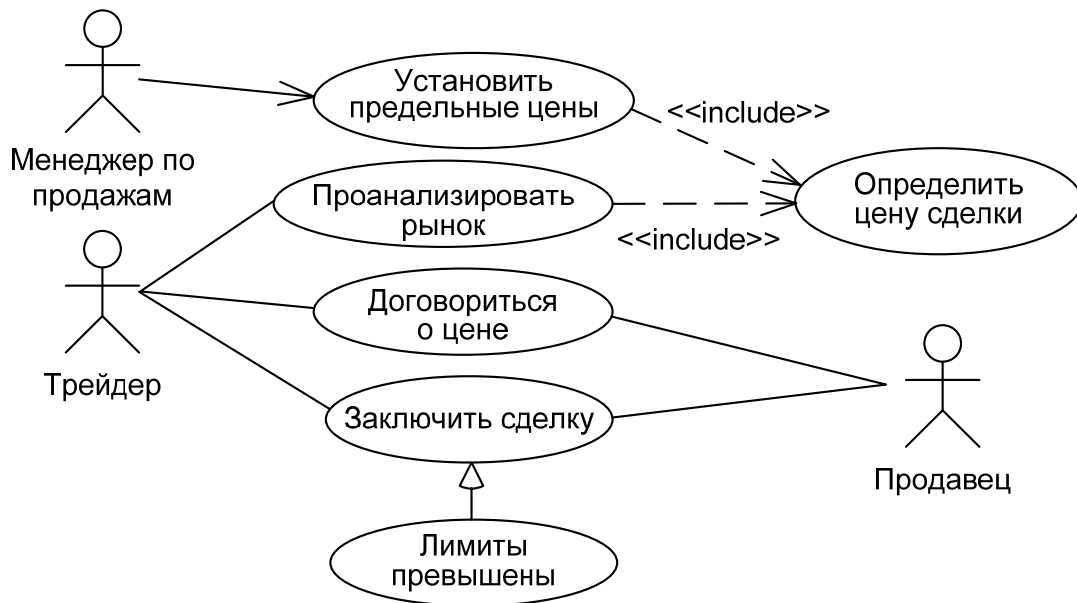 Менеджер по
продажам
Установить
предельные цены
<<include>>
Проанализировать
рынок
<<include>>
Определить
цену сделки
Трейдер
Договориться
о цене
Заключить сделку
Продавец
Лимиты
превышены